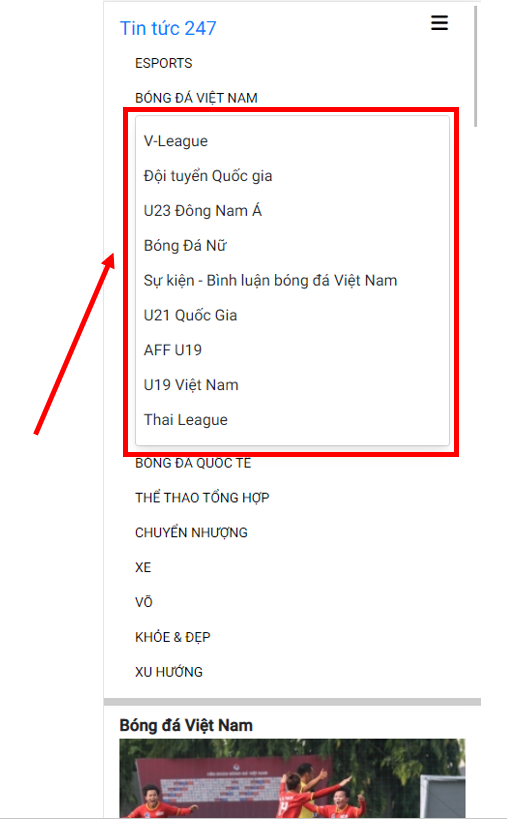 Tin tức 247
ESPORTS
BÓNG ĐÁ VIỆT NAM
V-League
Đội tuyển Quốc gia
U23 Đông Nam Á
Bóng Đá Nữ
Sự kiện - Bình luận bóng đá Việt Nam
U21 Quốc Gia
AFF U19
U19 Việt Nam
Thai League
BÓNG ĐÁ QUỐC TẾ
THỂ THAO TỔNG HỢP
CHUYỂN NHƯỢNG
XE
VÕ
KHỎE & ĐẸP
XU HƯỚNG
Bóng đá Việt Nam